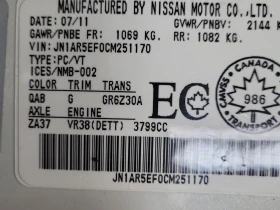 MANUFACTURED BY NISSAN MOTOR CO.,LTD.
DATE: 07/11 GVWR/PNBV: 2144 K
GAWR/PNBE FR: 1069 KG. RR: 1082 KG.
VIN:JN1AR5EF0CM251170
TYPE:PC/VT
ICES/NMB-002
COLOR TRIM TRANS
QAB G GR6Z30A
AXLE ENGINE
ZA37 VR38(DETT) 3799CC
EC
CANADA
986
TRANSPORT
CMVSS
JN1AR5EF0CM251170